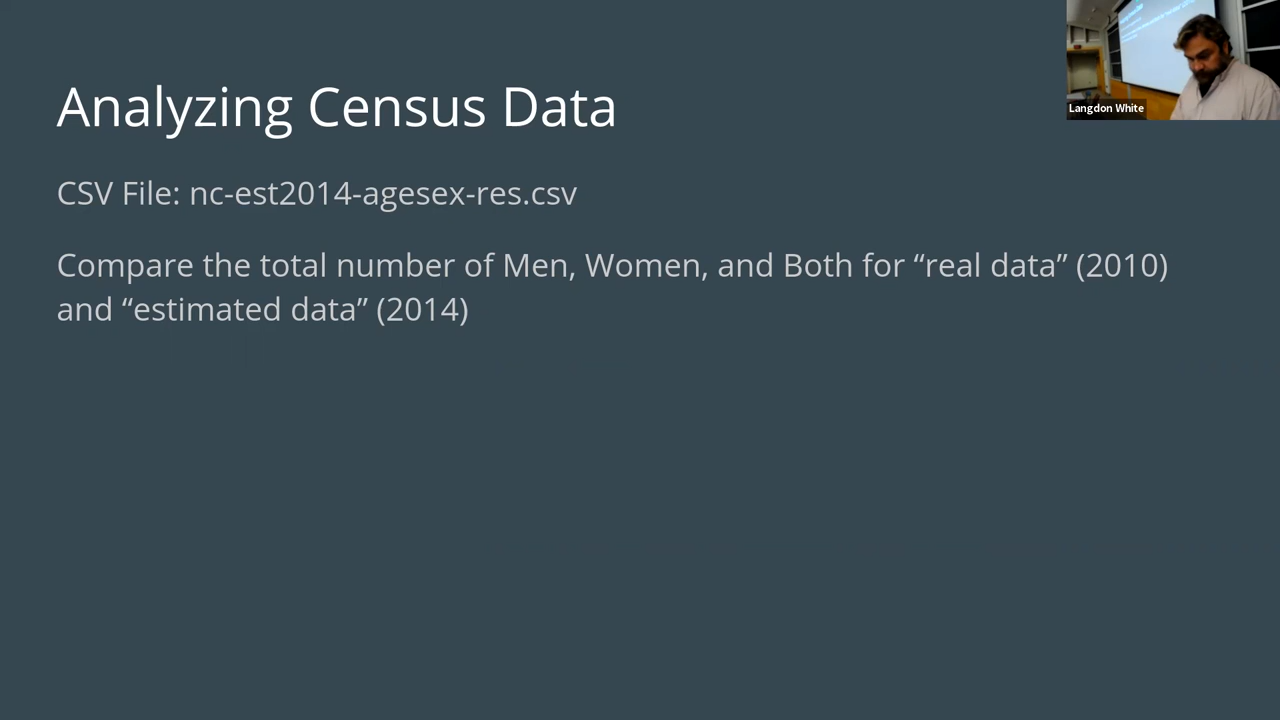 Analyzing Census Data
Langdon White
CSV File: nc-est2014-agesex-res.csv
Compare the total number of Men, Women, and Both for “real data” (2010)
and “estimated data” (2014)